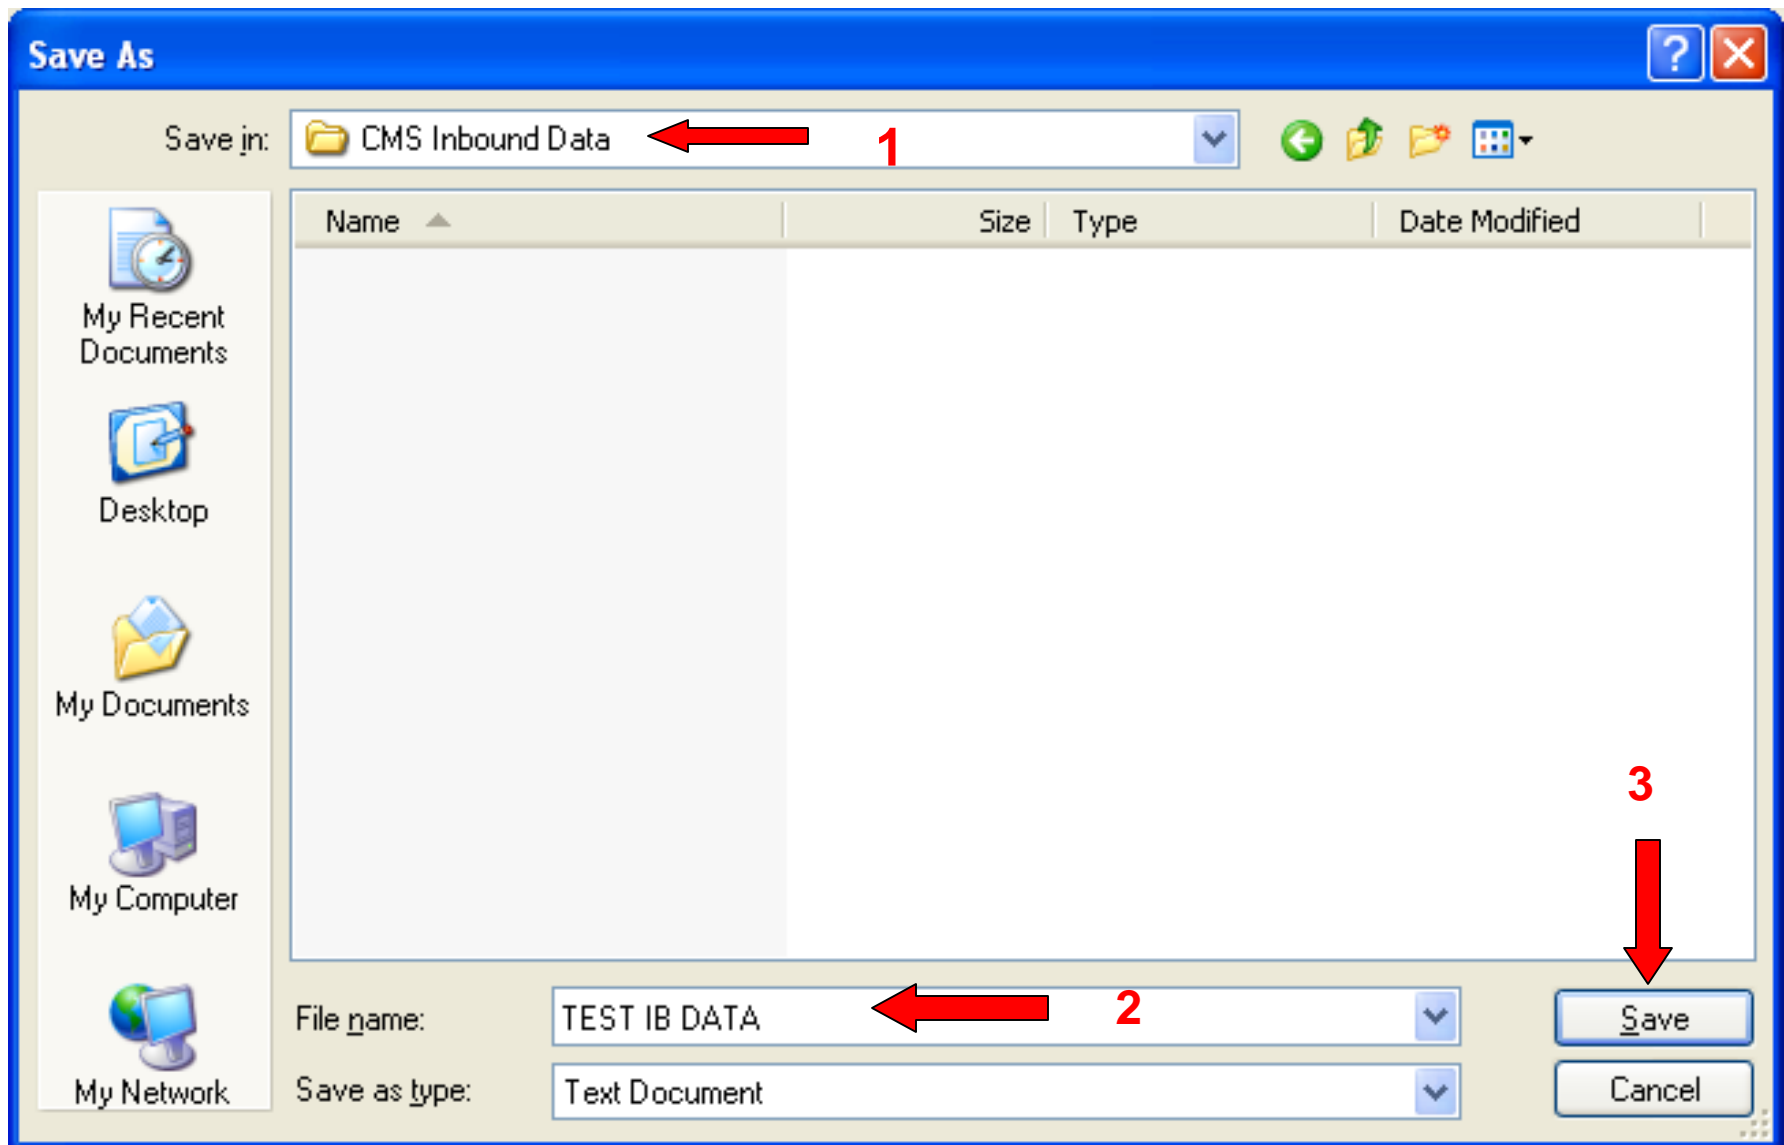 Save As
Save in:
CMS Inbound Data
1
Name
Size
Type
Date Modified
My Recent
Documents
Desktop
My Documents
My Computer
My Network
3
File name:
TEST IB DATA
2
Save
Save as type:
Text Document
Cancel